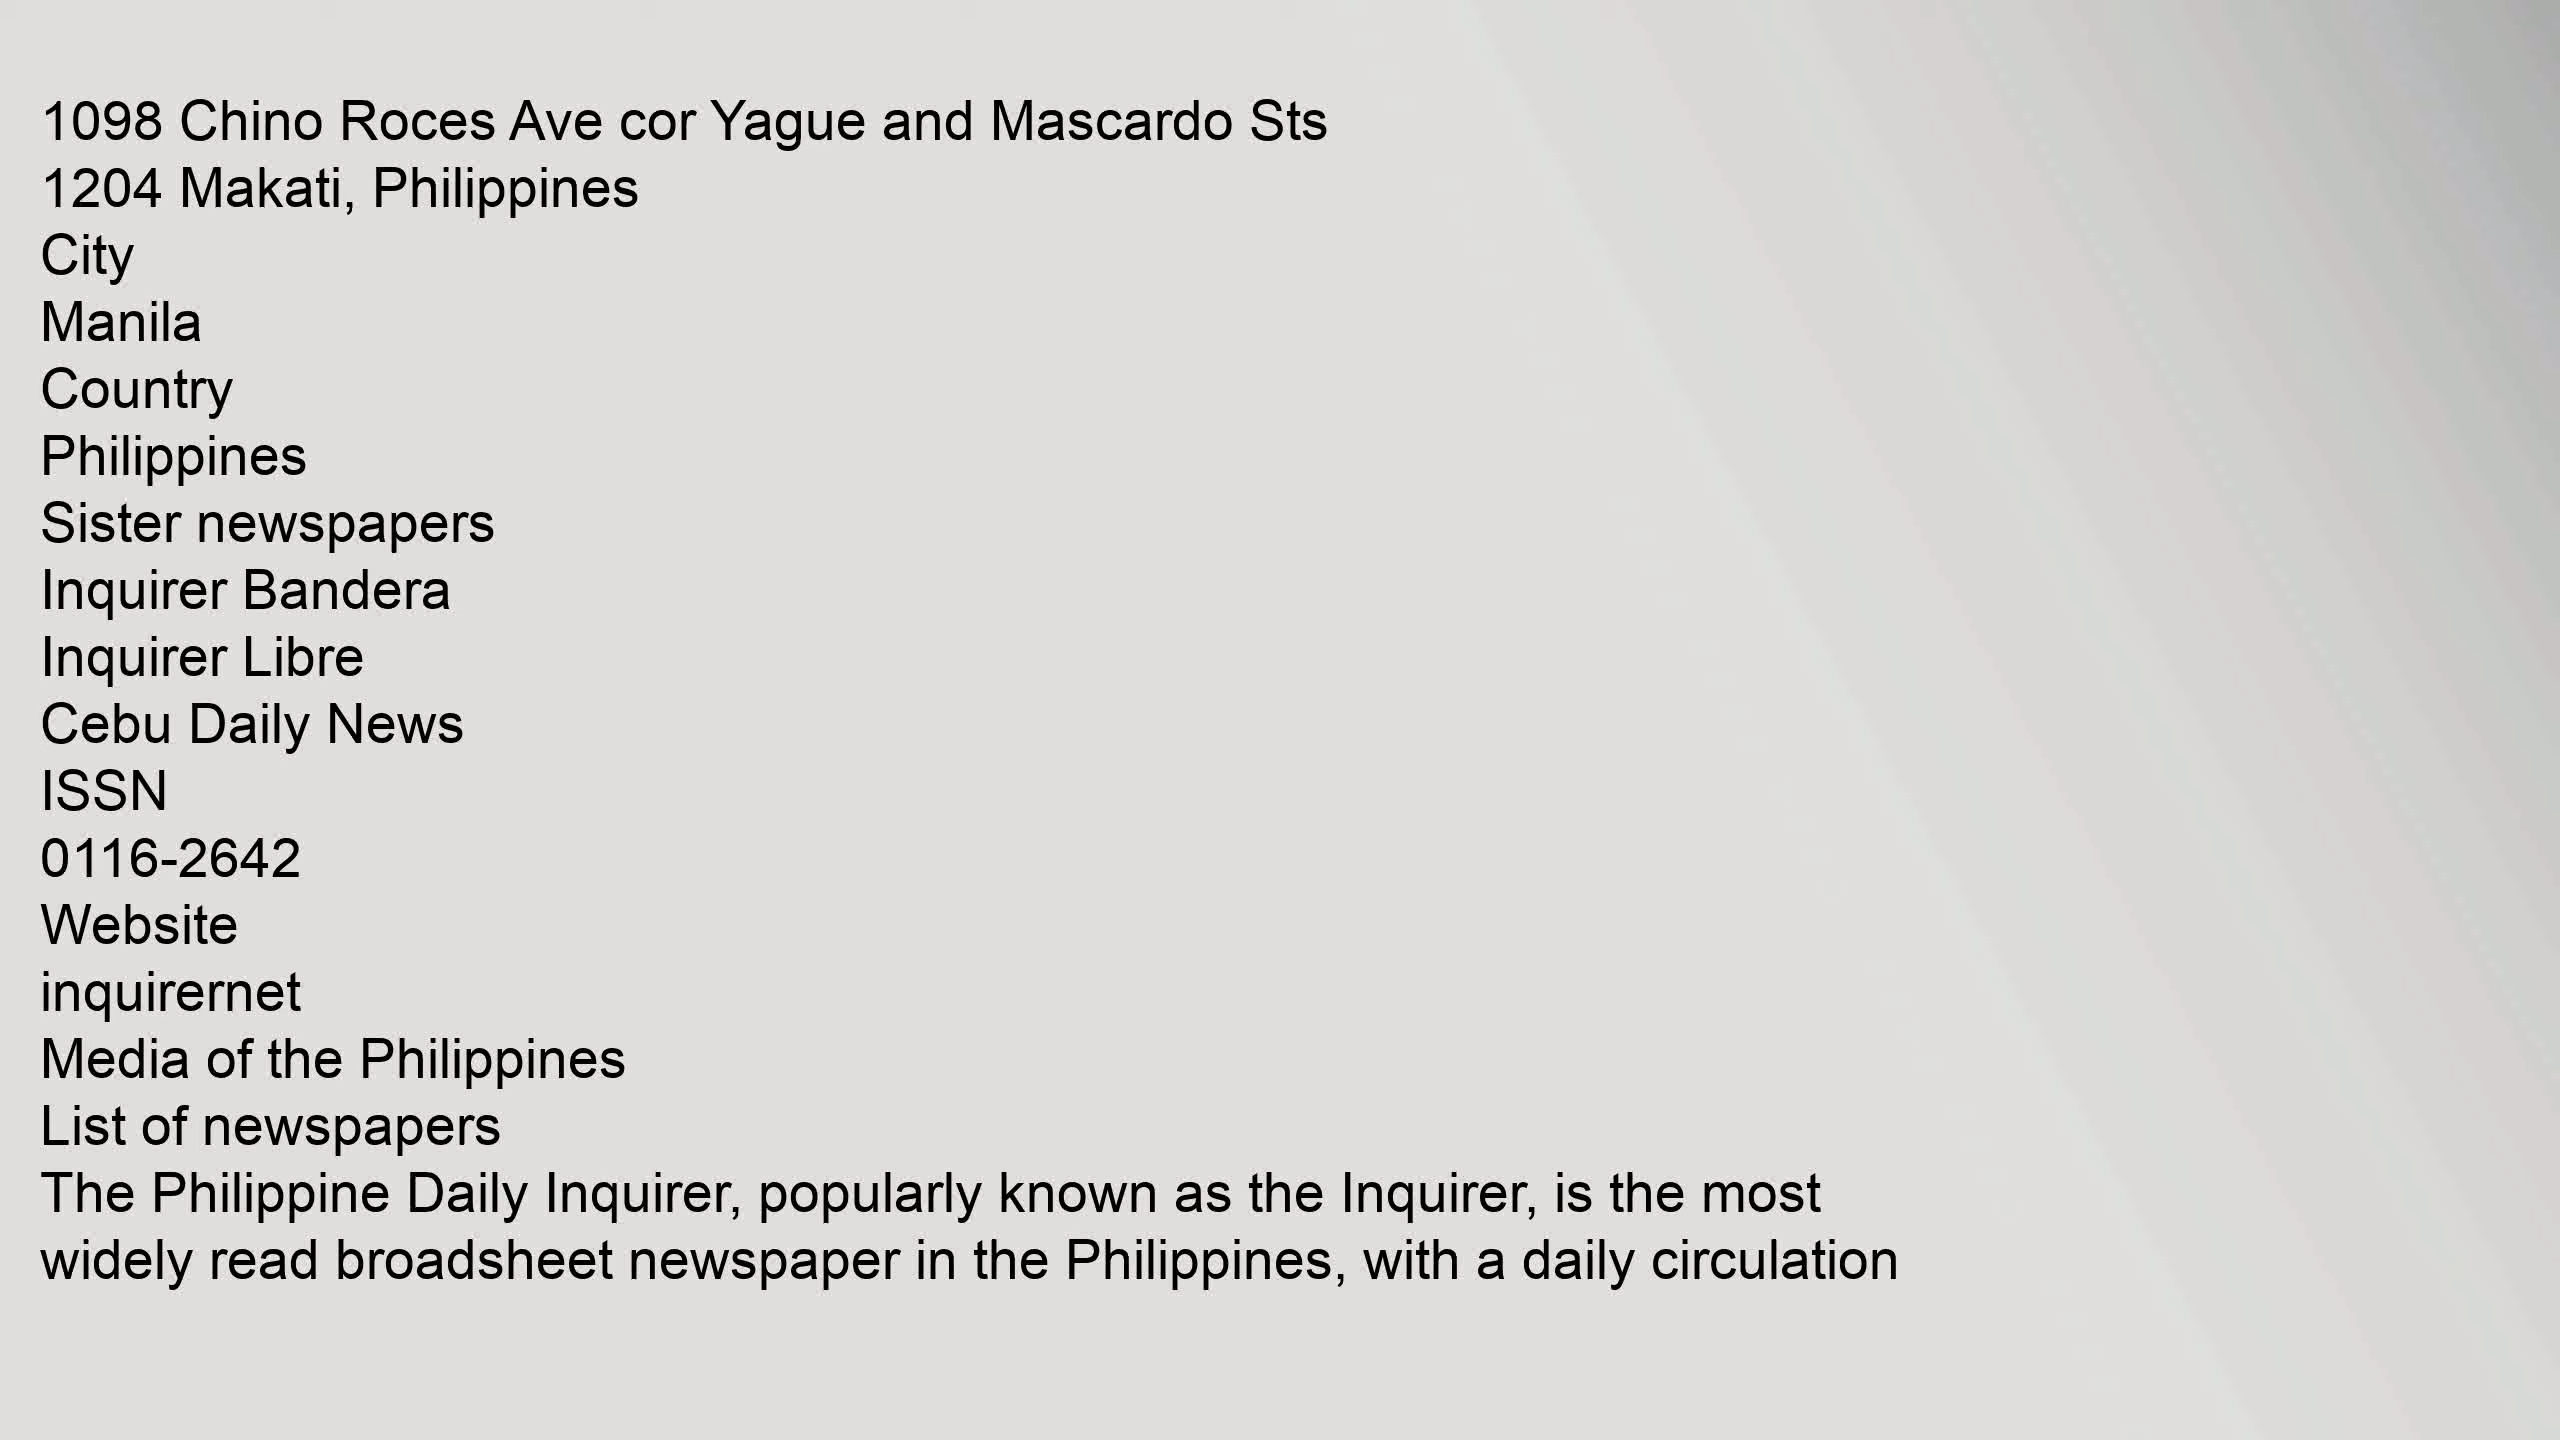 1098 Chino Roces Ave cor Yague and Mascardo Sts
1204 Makati, Philippines
City
Manila
Country
Philippines
Sister newspapers
Inquirer Bandera
Inquirer Libre
Cebu Daily News
ISSN
0116-2642
Website
inquirernet
Media of the Philippines
List of newspapers
The Philippine Daily Inquirer, popularly known as the Inquirer, is the most
widely read broadsheet newspaper in the Philippines, with a daily circulation